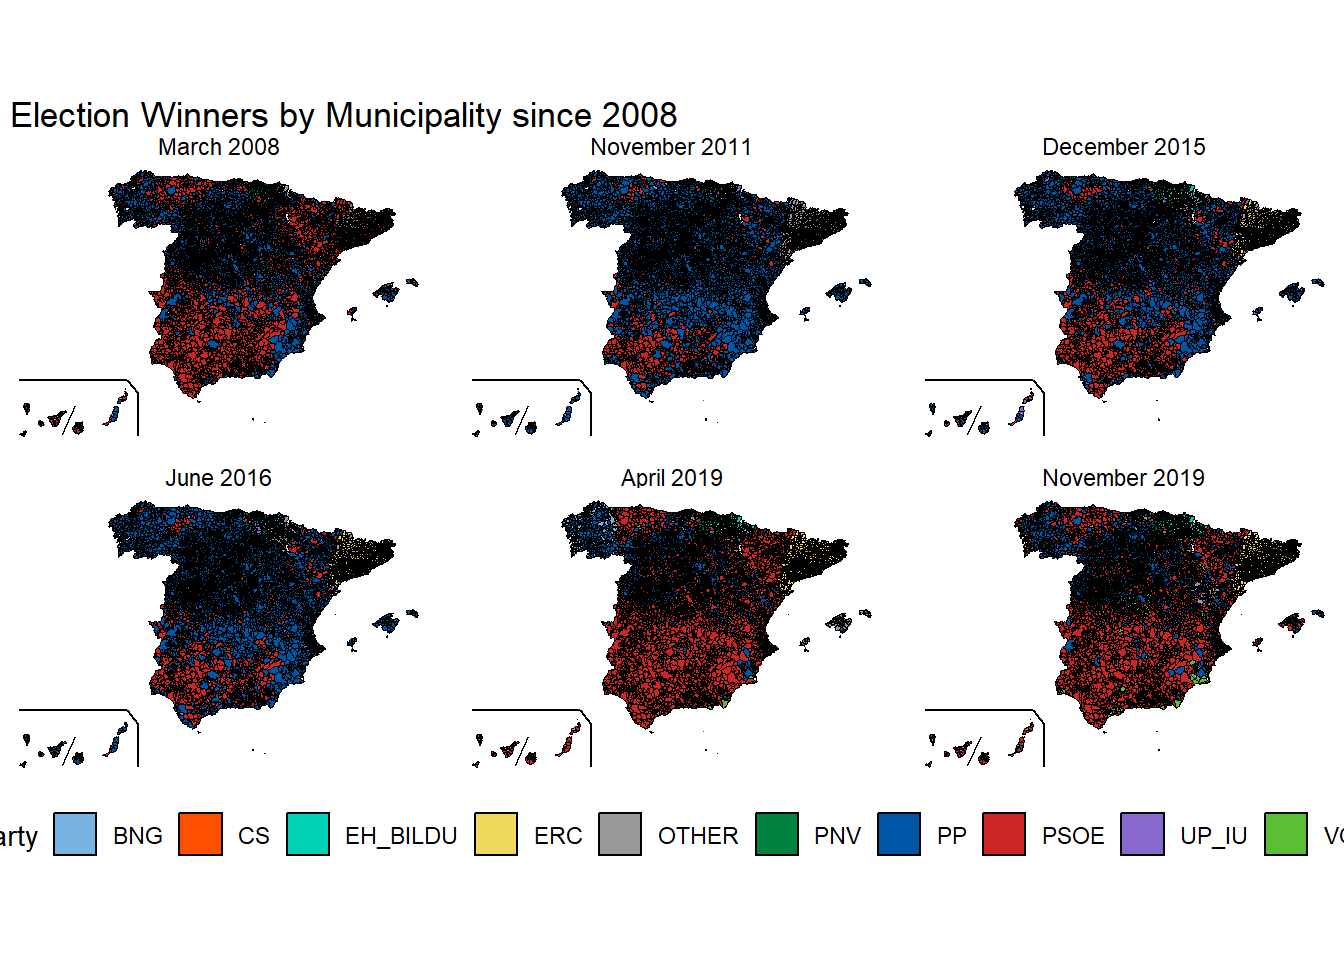 Election Winners by Municipality since 2008
March 2008 November 2011 December 2015
June 2016 April 2019 November 2019
arty BNG CS EH_BILDU ERC OTHER PNV PP PSOE UP_IU VO